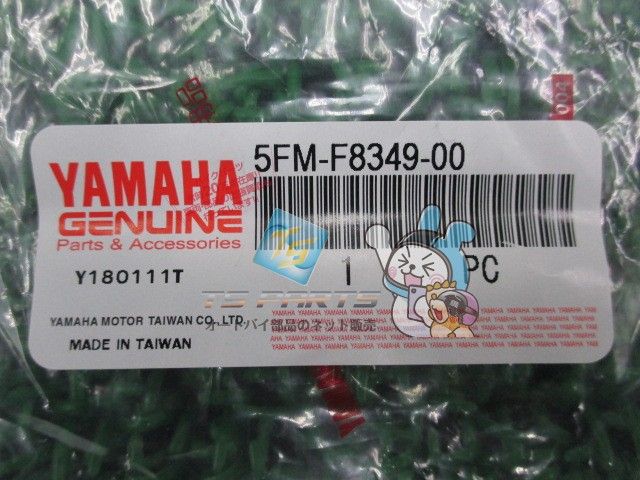 YAMAHA
GENUINE
Parts & Accessories
5FM-F8349-00
Y180111T
1
PC
TS PARTS
オートバイ部品のネット販売
YAMAHA MOTOR TAIWAN CO., LTD.
MADE IN TAIWAN